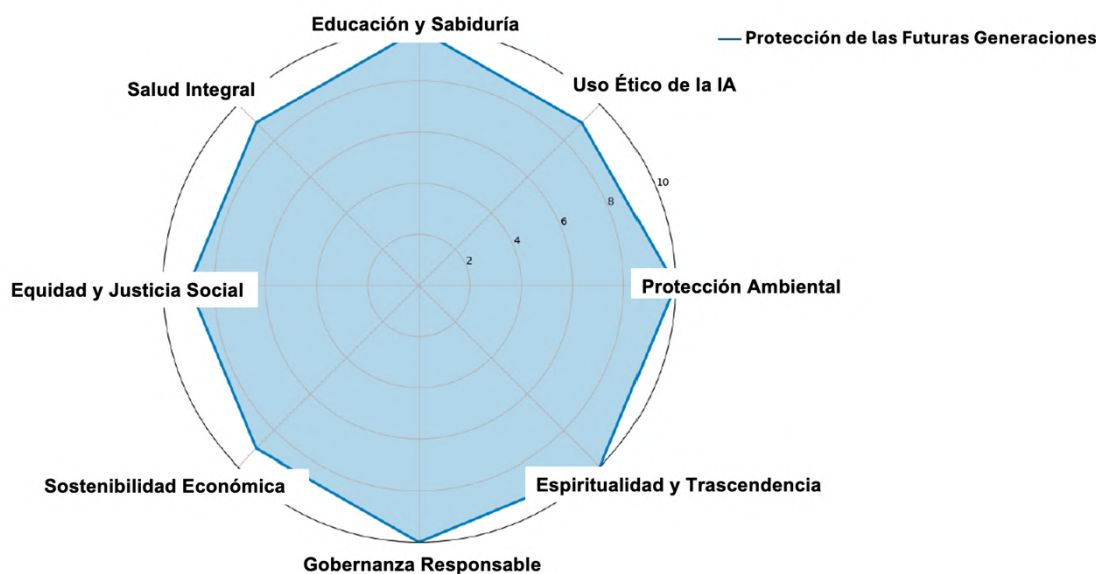 Educación y Sabiduría
Protección de las Futuras Generaciones
Salud Integral
Uso Ético de la IA
10
8
6
4
2
Equidad y Justicia Social
Protección Ambiental
Sostenibilidad Económica
Espiritualidad y Trascendencia
Gobernanza Responsable